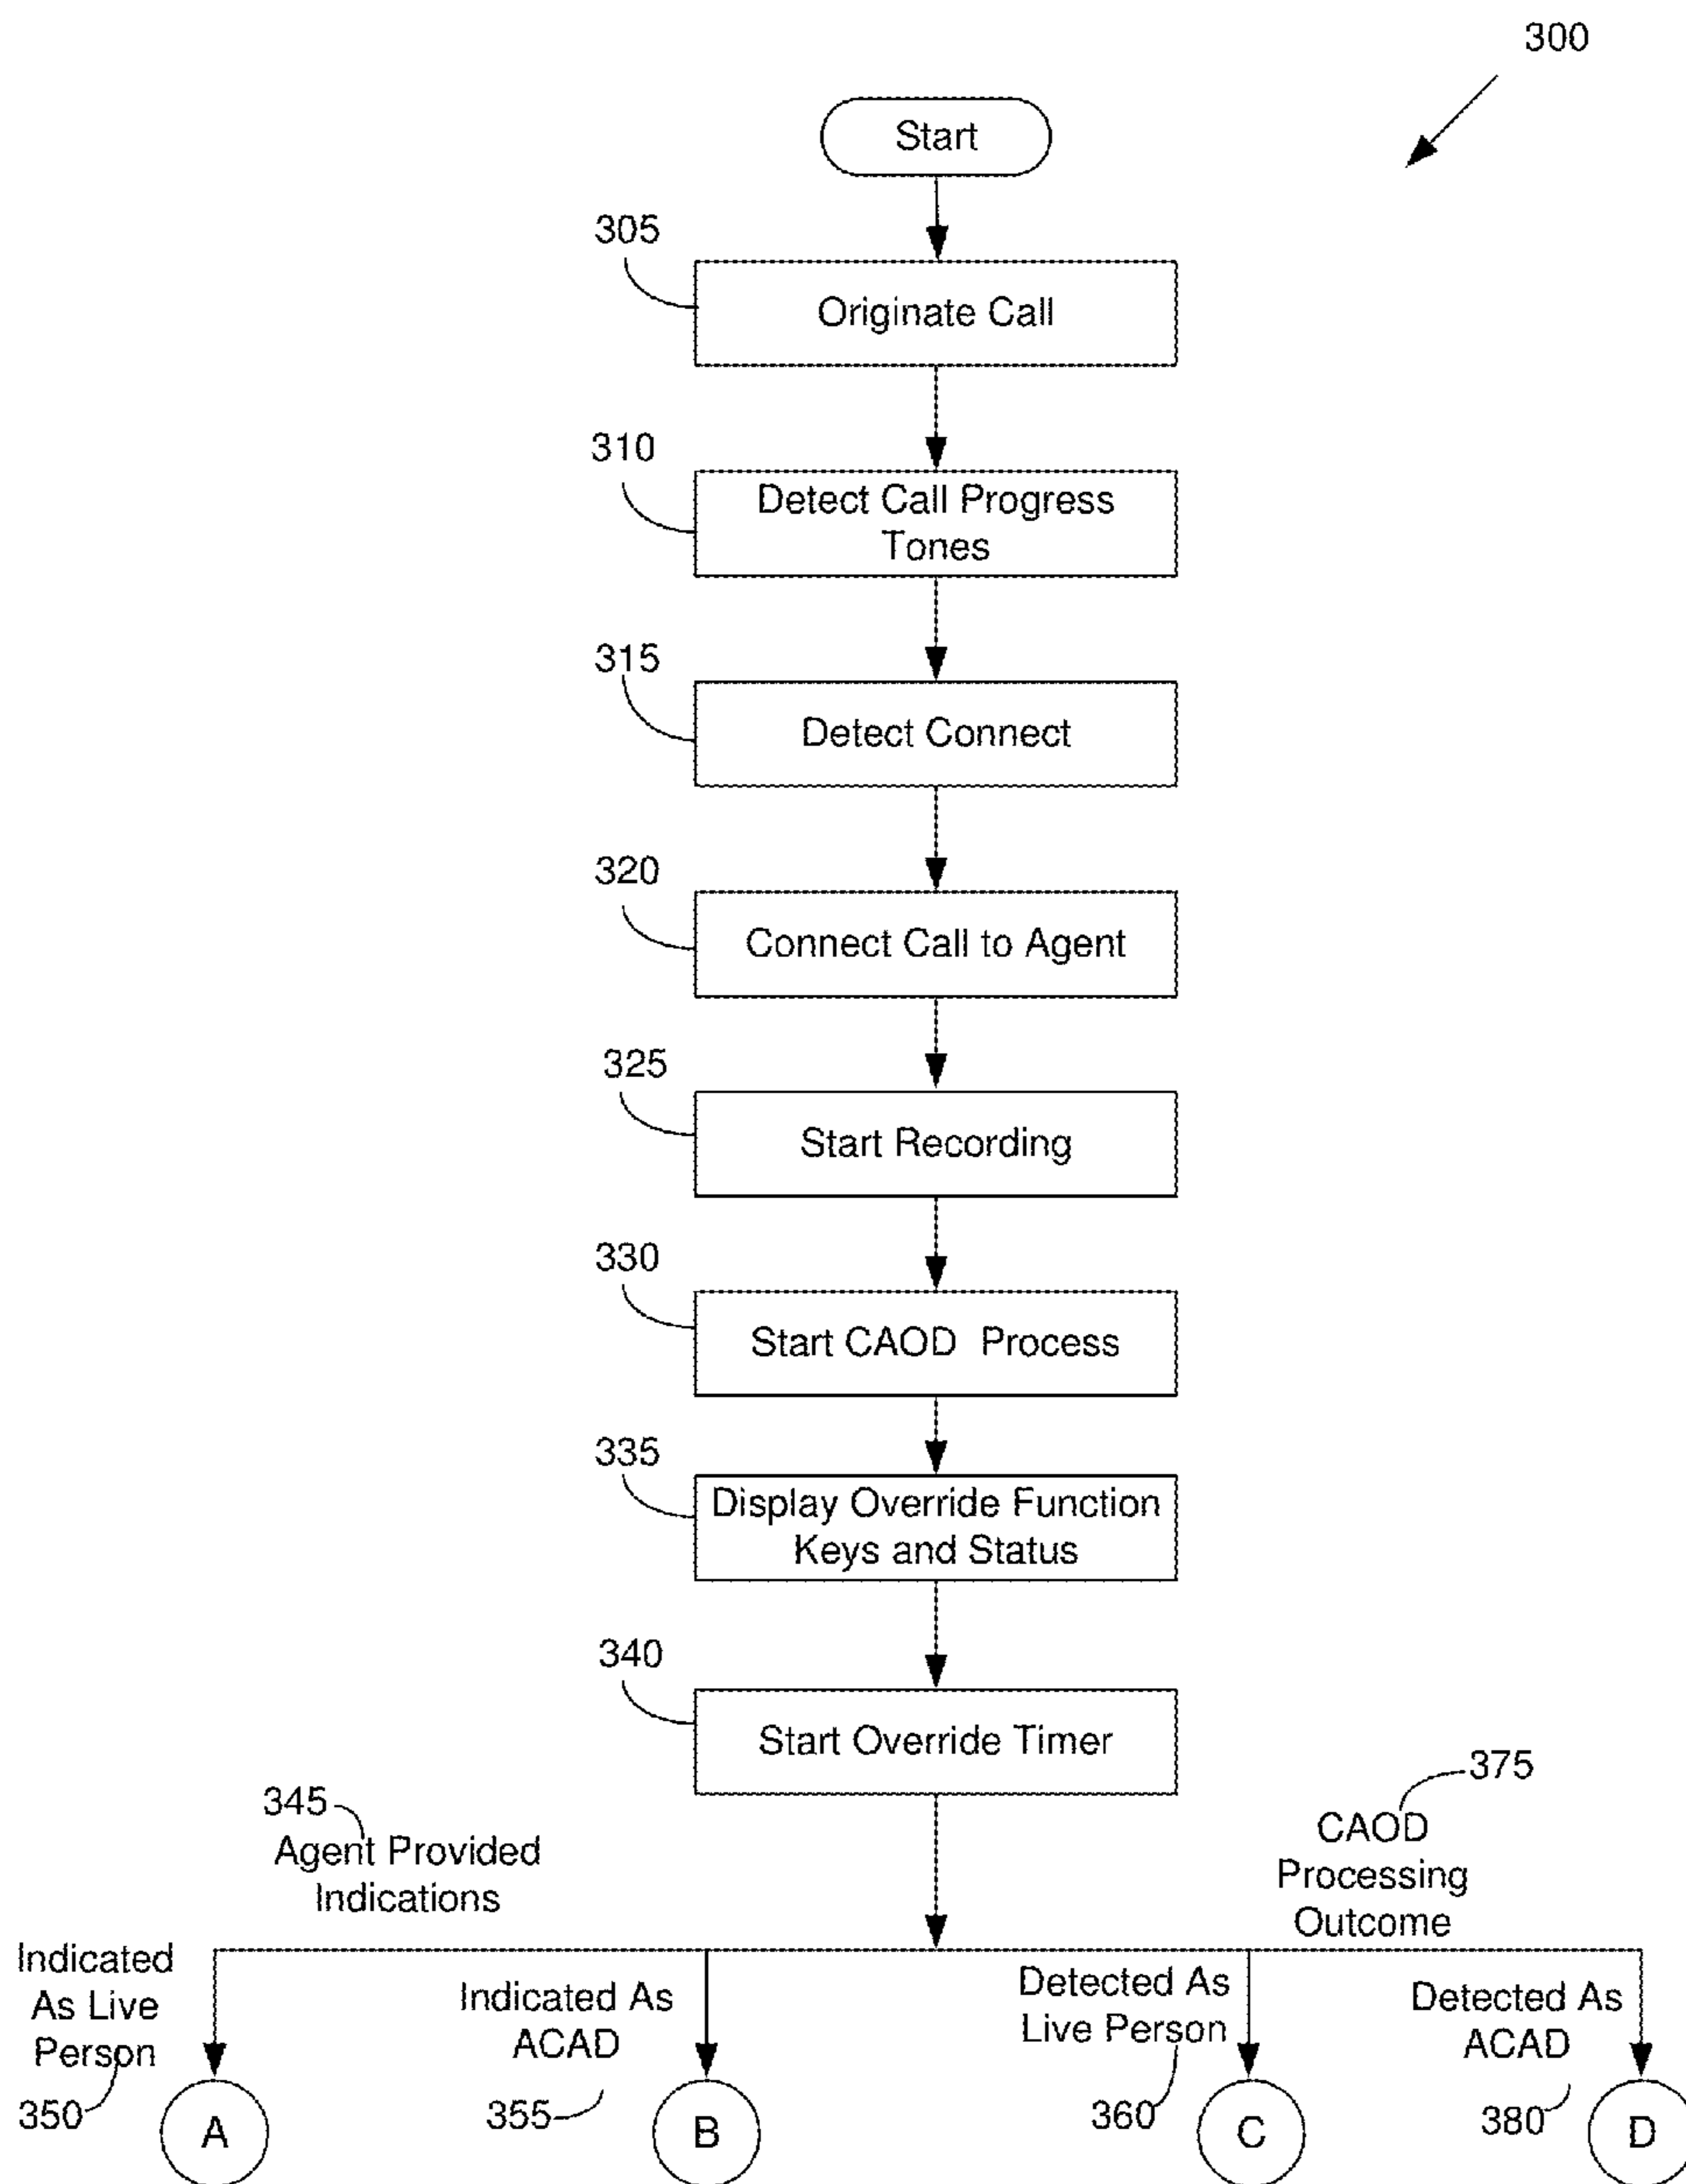 300
Start
305
Originate Call
310
Detect Call Progress
Tones
315
Detect Connect
320
Connect Call to Agent
325
Start Recording
330
Start CAOD Process
335
Display Override Function
Keys and Status
340
Start Override Timer
345
Agent Provided
Indications
375
CAOD
Processing
Outcome
Indicated
As Live
Person
350
Indicated As
ACAD
355
Detected As
Live Person
360
Detected As
ACAD
380
A
B
C
D